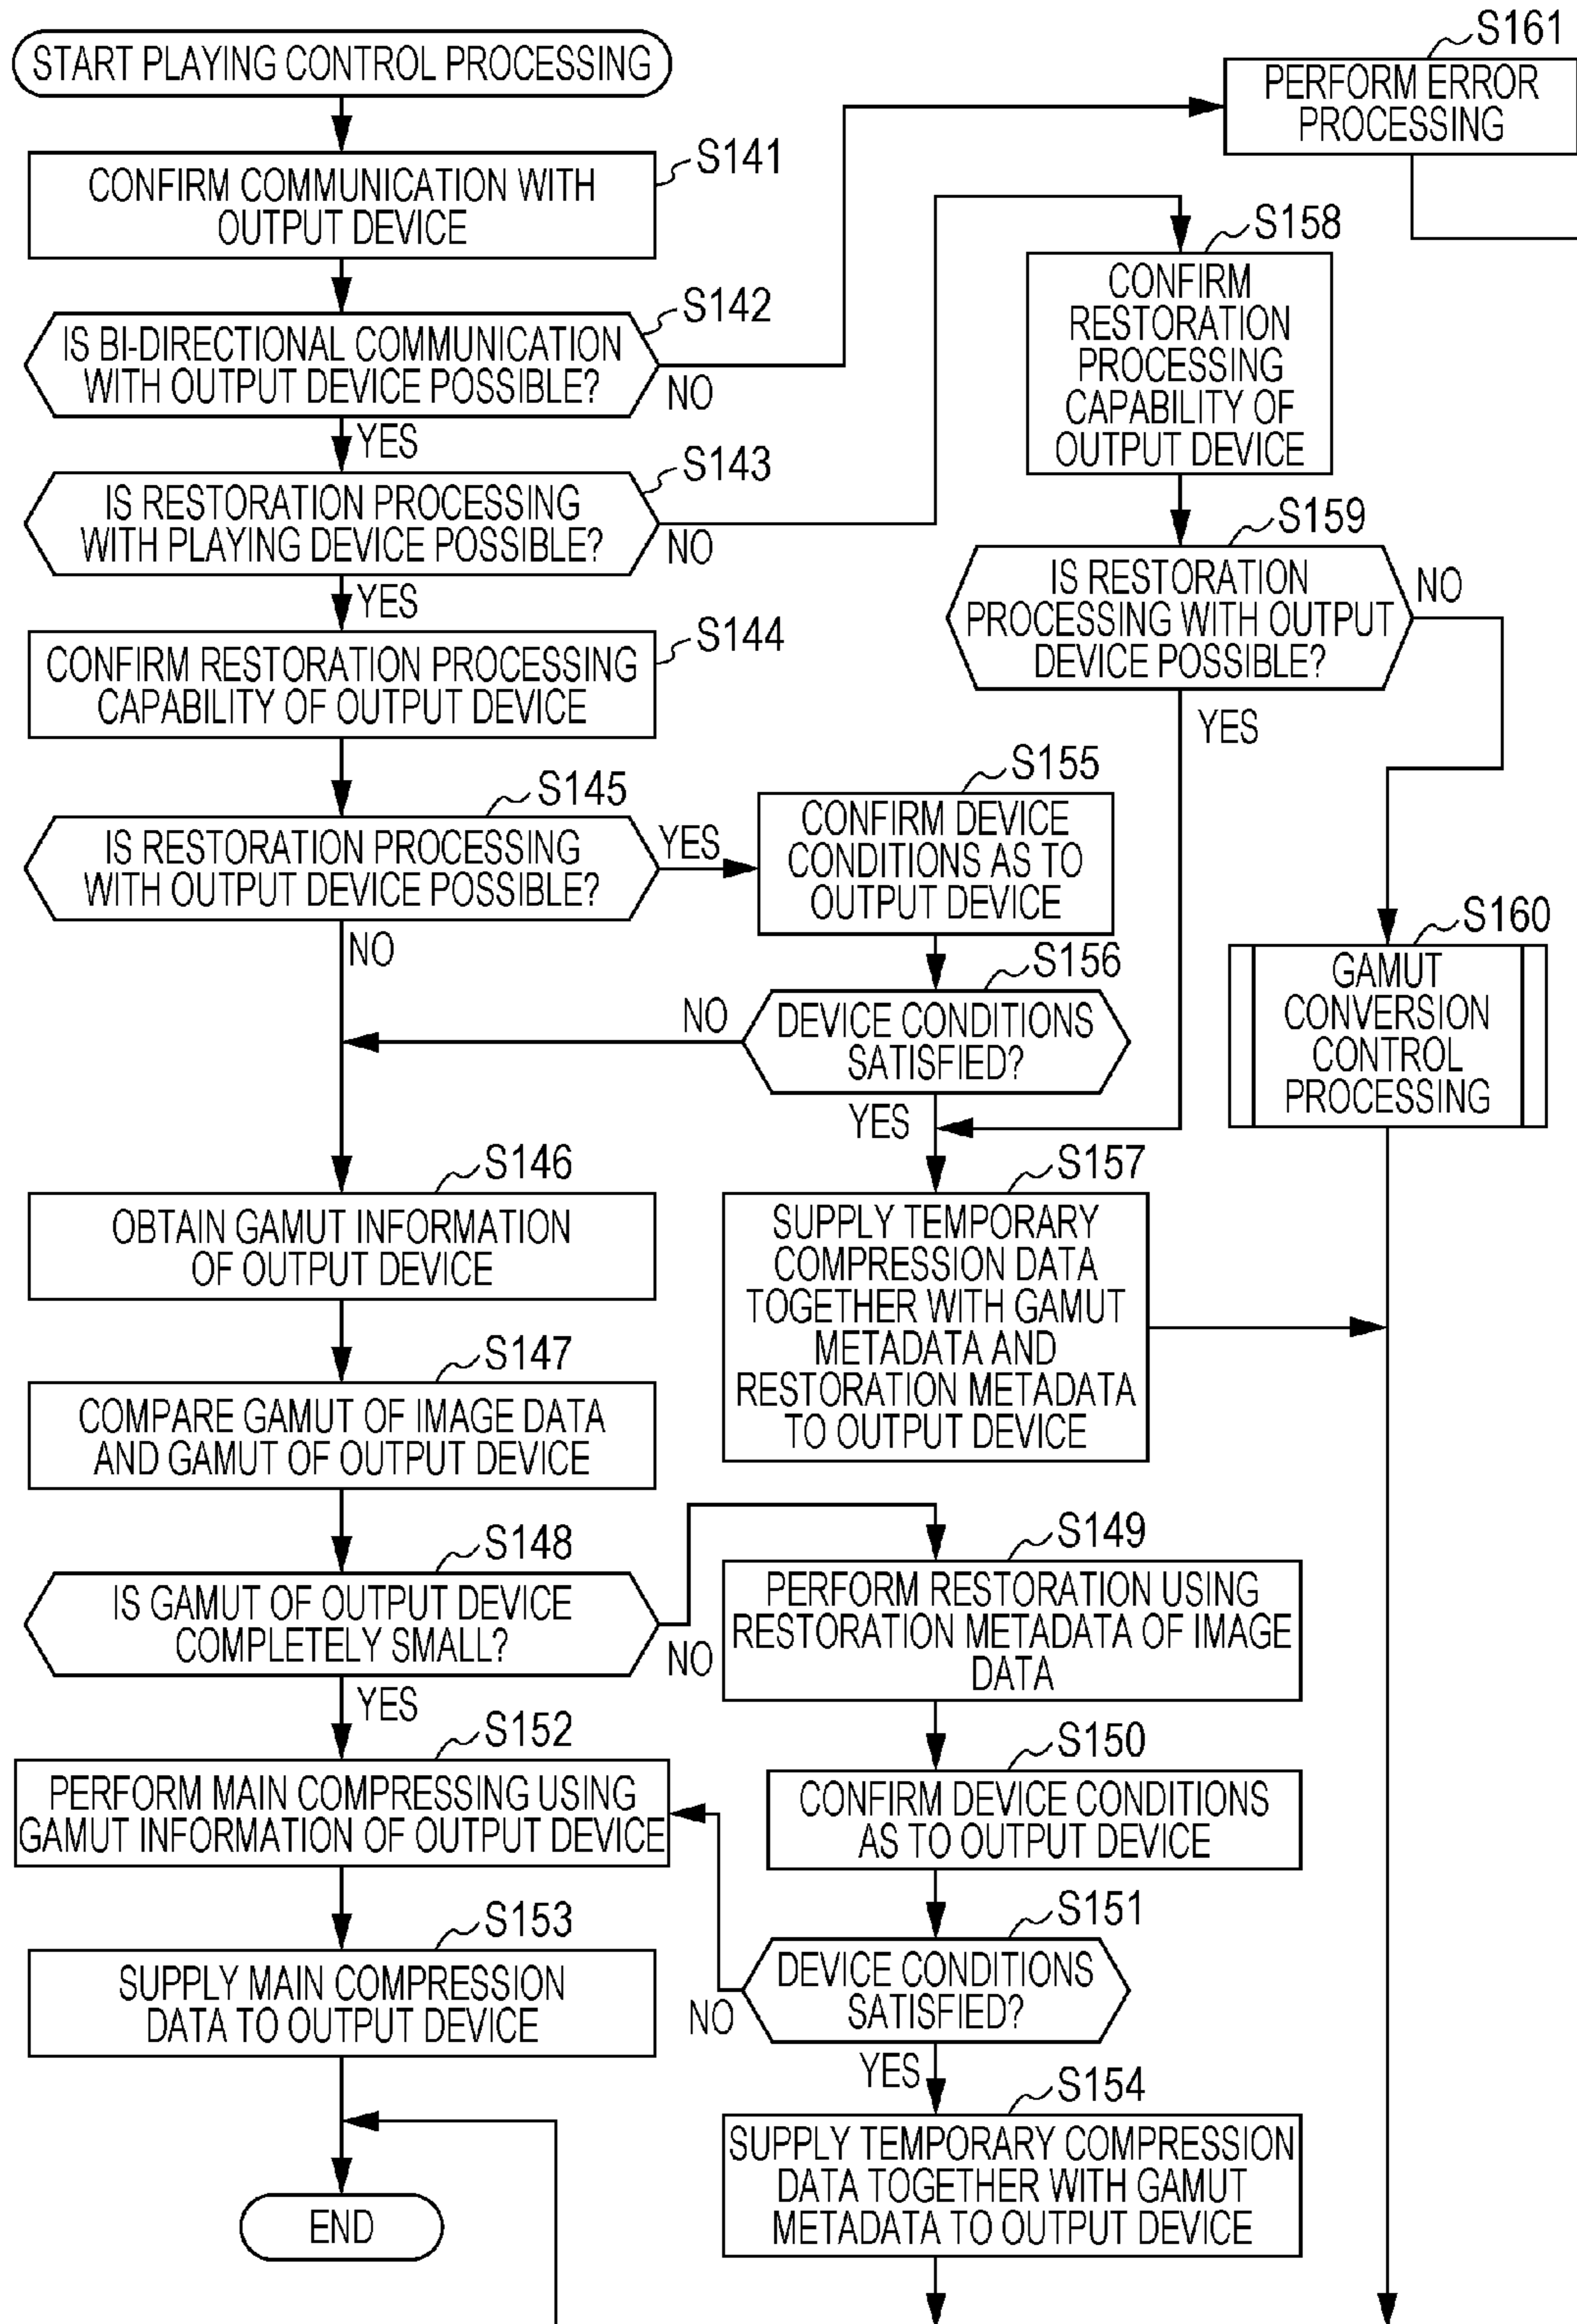 START PLAYING CONTROL PROCESSING
S141
CONFIRM COMMUNICATION WITH
OUTPUT DEVICE
S142
IS BI-DIRECTIONAL COMMUNICATION
WITH OUTPUT DEVICE POSSIBLE?
NO
YES
S143
IS RESTORATION PROCESSING
WITH PLAYING DEVICE POSSIBLE?
NO
YES
S144
CONFIRM RESTORATION PROCESSING
CAPABILITY OF OUTPUT DEVICE
S145
IS RESTORATION PROCESSING
WITH OUTPUT DEVICE POSSIBLE?
YES
NO
S146
OBTAIN GAMUT INFORMATION
OF OUTPUT DEVICE
S147
COMPARE GAMUT OF IMAGE DATA
AND GAMUT OF OUTPUT DEVICE
S148
IS GAMUT OF OUTPUT DEVICE
COMPLETELY SMALL?
NO
YES
S152
PERFORM MAIN COMPRESSING USING
GAMUT INFORMATION OF OUTPUT DEVICE
S153
SUPPLY MAIN COMPRESSION
DATA TO OUTPUT DEVICE
END
S155
CONFIRM DEVICE
CONDITIONS AS TO
OUTPUT DEVICE
S156
DEVICE CONDITIONS
SATISFIED?
NO
YES
S157
SUPPLY TEMPORARY
COMPRESSION DATA
TOGETHER WITH GAMUT
METADATA AND
RESTORATION METADATA
TO OUTPUT DEVICE
S149
PERFORM RESTORATION USING
RESTORATION METADATA OF IMAGE
DATA
S150
CONFIRM DEVICE CONDITIONS
AS TO OUTPUT DEVICE
S151
DEVICE CONDITIONS
SATISFIED?
NO
YES
S154
SUPPLY TEMPORARY COMPRESSION
DATA TOGETHER WITH GAMUT
METADATA TO OUTPUT DEVICE
S158
CONFIRM
RESTORATION
PROCESSING
CAPABILITY OF
OUTPUT DEVICE
S159
IS RESTORATION
PROCESSING WITH OUTPUT
DEVICE POSSIBLE?
NO
YES
S160
GAMUT
CONVERSION
CONTROL
PROCESSING
S161
PERFORM ERROR
PROCESSING